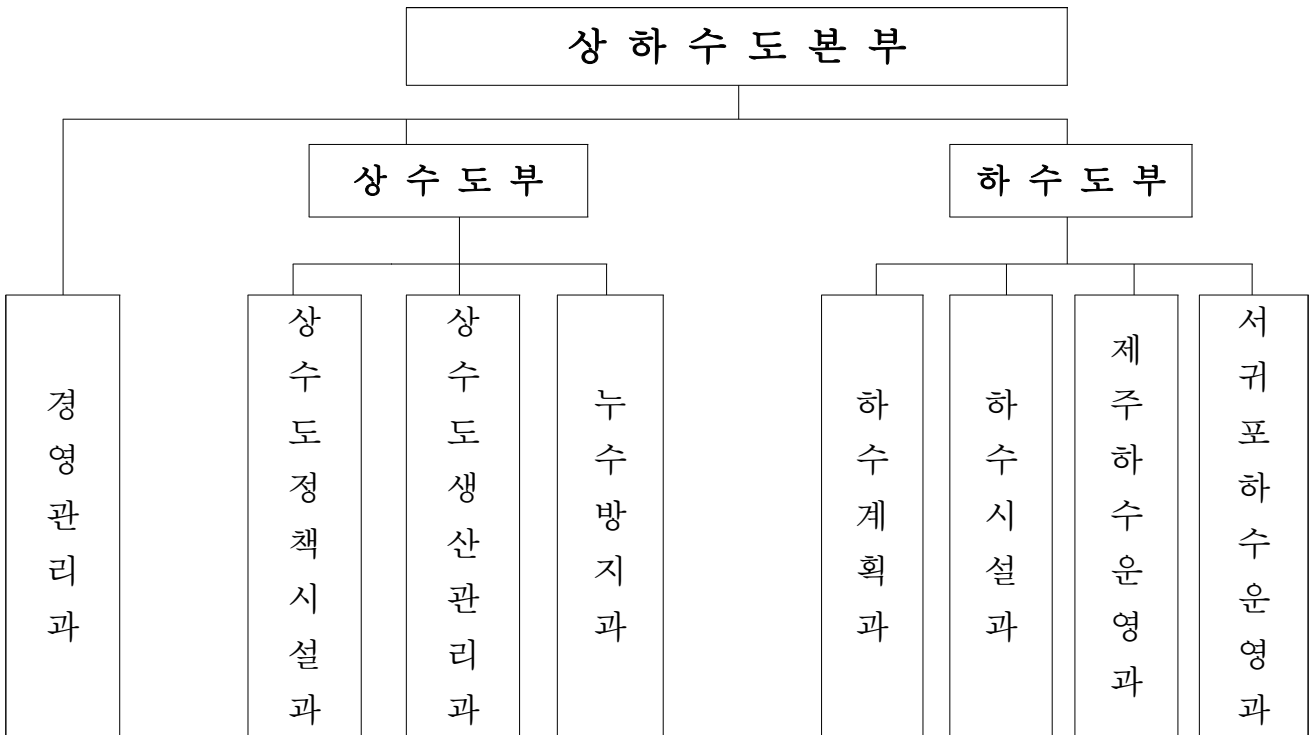 상하수도본부
상수도부
하수도부
경영관리과
상수도정책시설과
상수도생산관리과
누수방지과
하수계획과
하수시설과
제주하수운영과
서귀포하수운영과